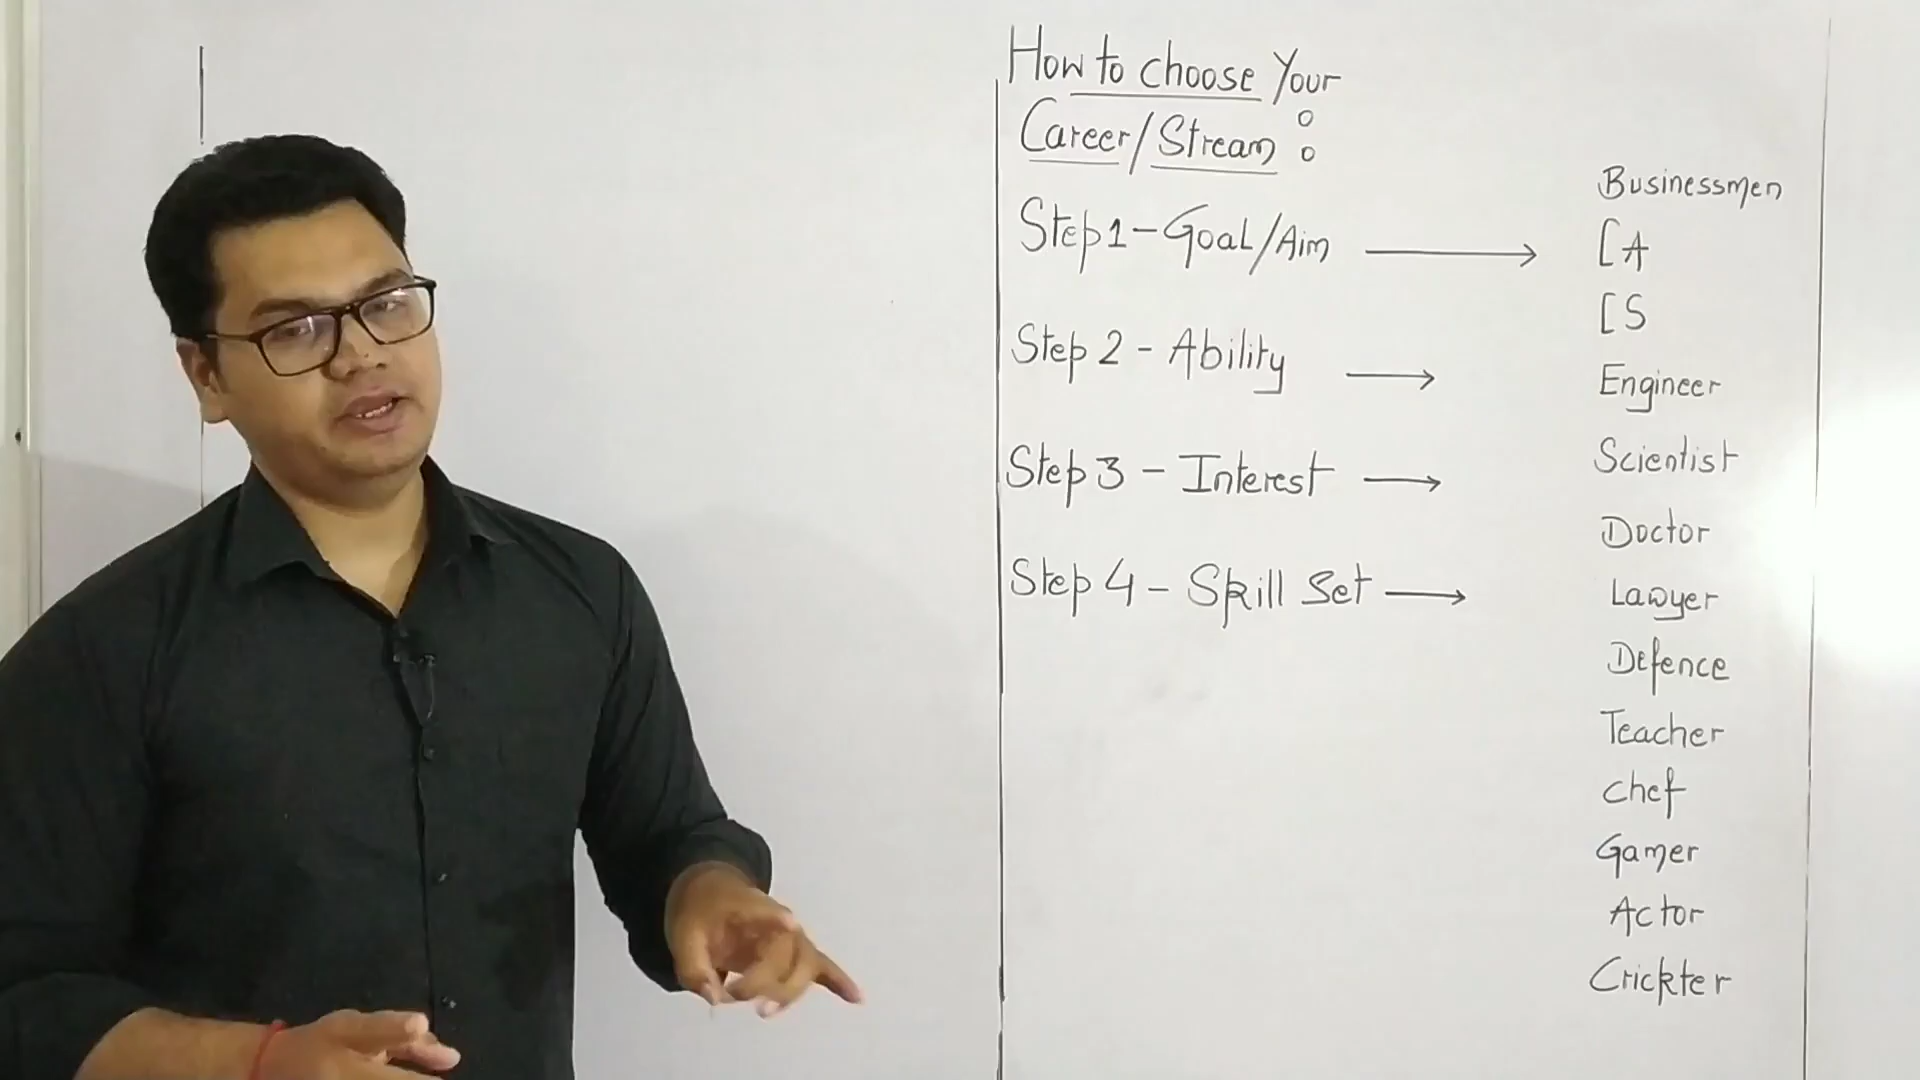 How to choose Your
Career/Stream :
Step 1 - Goal/Aim →
Step 2 - Ability →
Step 3 - Interest →
Step 4 - Skill Set →
Businessmen
CA
CS
Engineer
Scientist
Doctor
Lawyer
Defence
Teacher
Chef
Gamer
Actor
Crickter